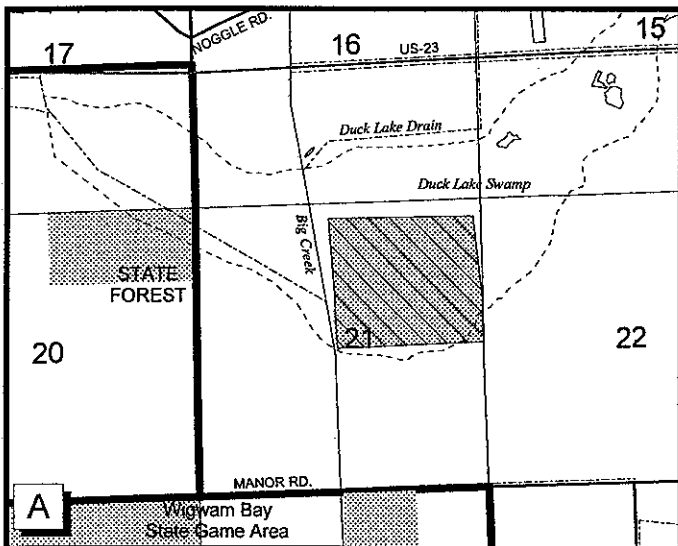 17
NOGGLE RD.
16
US-23
15
Duck Lake Drain
Duck Lake Swamp
Big Creek
STATE
FOREST
20
21
22
MANOR RD.
A
Wigwam Bay
State Game Area